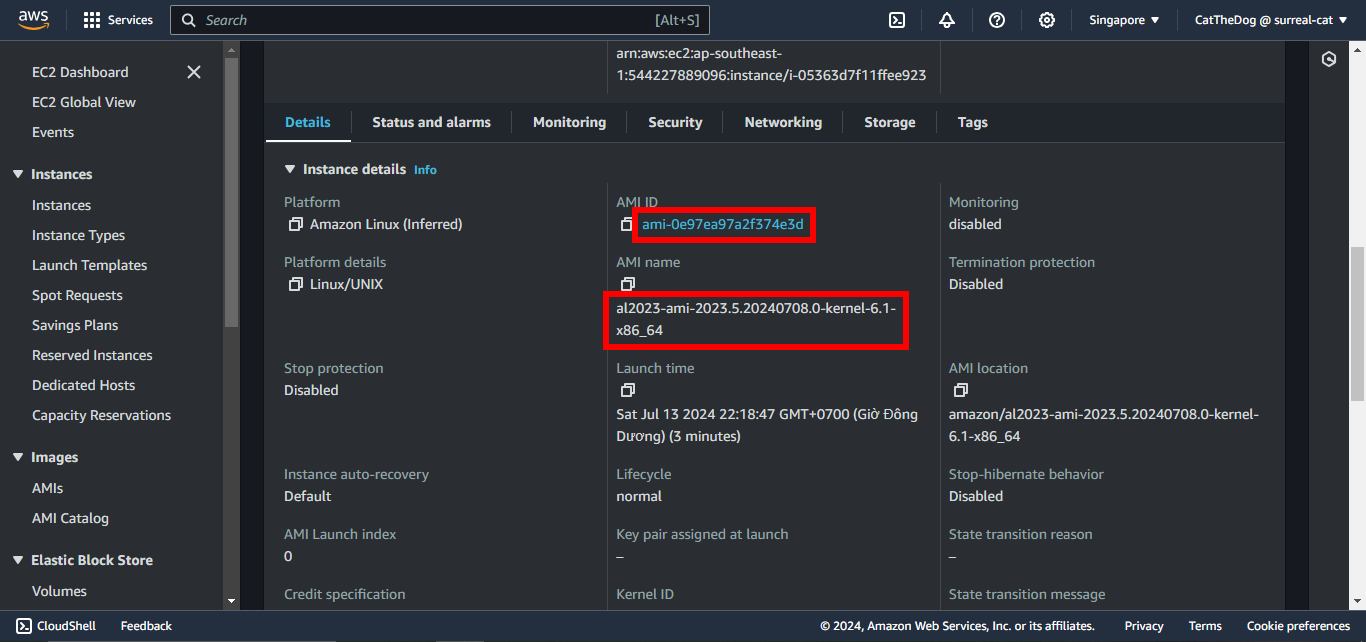 aws
Services
Search
[Alt+S]
Singapore
CatTheDog @ surreal-cat
EC2 Dashboard
EC2 Global View
Events
Instances
Instances
Instance Types
Launch Templates
Spot Requests
Savings Plans
Reserved Instances
Dedicated Hosts
Capacity Reservations
Images
AMIs
AMI Catalog
Elastic Block Store
Volumes
arn:aws:ec2:ap-southeast-
1:544227889096:instance/i-05363d7f11ffee923
Details
Status and alarms
Monitoring
Security
Networking
Storage
Tags
Instance details Info
Platform
Amazon Linux (Inferred)
AMI ID
ami-0e97ea97a2f374e3d
Monitoring
disabled
Platform details
Linux/UNIX
AMI name
al2023-ami-2023.5.20240708.0-kernel-6.1-
x86_64
Termination protection
Disabled
Stop protection
Disabled
Launch time
Sat Jul 13 2024 22:18:47 GMT+0700 (Giờ Đông
Dương) (3 minutes)
AMI location
amazon/al2023-ami-2023.5.20240708.0-kernel-
6.1-x86_64
Instance auto-recovery
Default
Lifecycle
normal
Stop-hibernate behavior
Disabled
AMI Launch index
0
Key pair assigned at launch
–
State transition reason
–
Credit specification
Kernel ID
State transition message
CloudShell
Feedback
© 2024, Amazon Web Services, Inc. or its affiliates.
Privacy
Terms
Cookie preferences